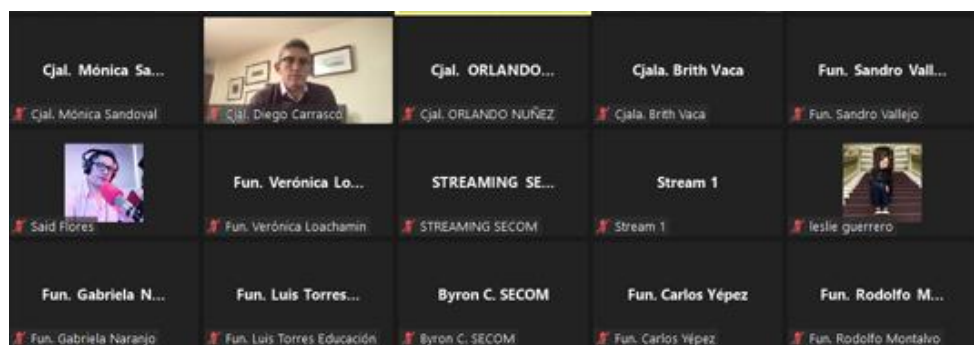 Cjal. Mónica Sa...
Cjal. ORLANDO...
Cjala. Brith Vaca
Fun. Sandro Vall...
Cjal. Mónica Sandoval
Cjal. Diego Carrasco
Cjal. ORLANDO NUÑEZ
Cjala. Brith Vaca
Fun. Sandro Vallejo
Fun. Verónica Lo...
STREAMING SE...
Stream 1
Said Flores
Fun. Verónica Loachamin
STREAMING SECOM
Stream 1
leslie guerrero
Fun. Gabriela N...
Fun. Luis Torres...
Byron C. SECOM
Fun. Carlos Yépez
Fun. Rodolfo M...
Fun. Gabriela Naranjo
Fun. Luis Torres Educación
Byron C. SECOM
Fun. Carlos Yépez
Fun. Rodolfo Montalvo